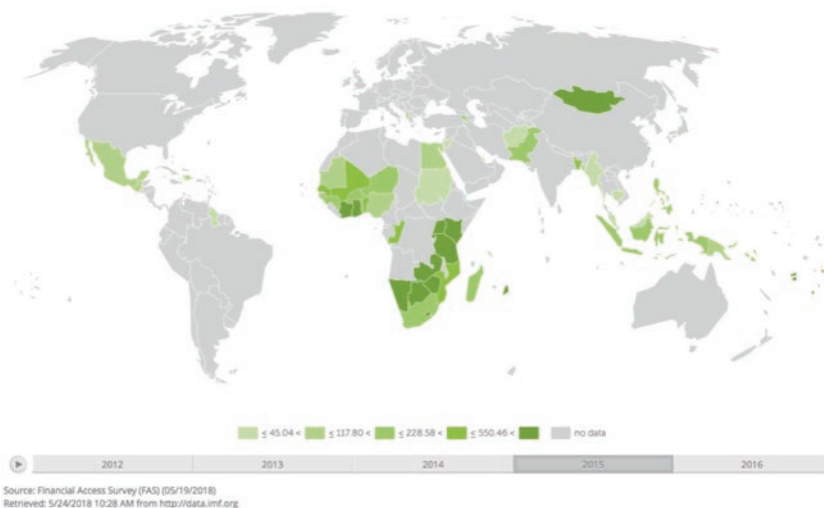 ≤ 45.04 < ≤ 117.80 < ≤ 228.58 < ≤ 550.46 < no data
2012 2013 2014 2015 2016
Source: Financial Access Survey (FAS) (05/19/2018)
Retrieved: 5/24/2018 10:28 AM from http://data.imf.org